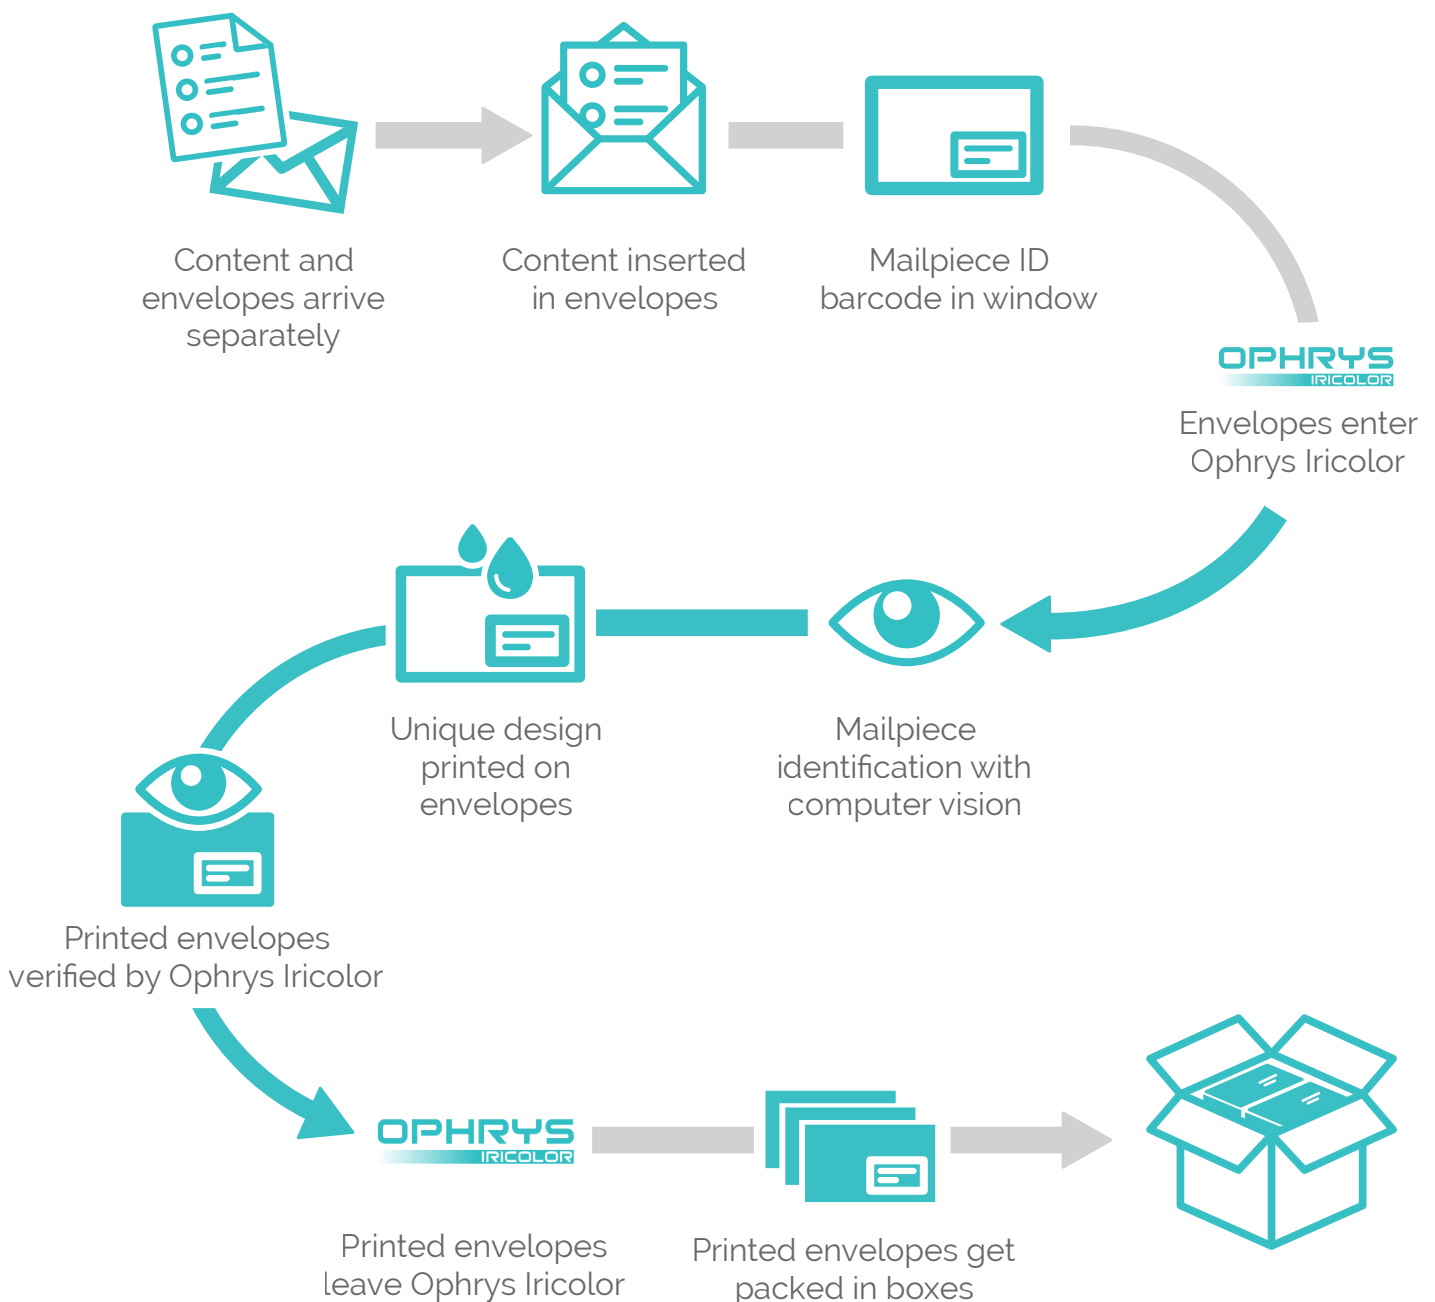 Content and
envelopes arrive
separately
Content inserted
in envelopes
Mailpiece ID
barcode in window
OPHRYS
IRICOLOR
Envelopes enter
Ophrys Iricolor
Mailpiece
identification with
computer vision
Unique design
printed on
envelopes
Printed envelopes
verified by Ophrys Iricolor
OPHRYS
IRICOLOR
Printed envelopes
leave Ophrys Iricolor
Printed envelopes get
packed in boxes